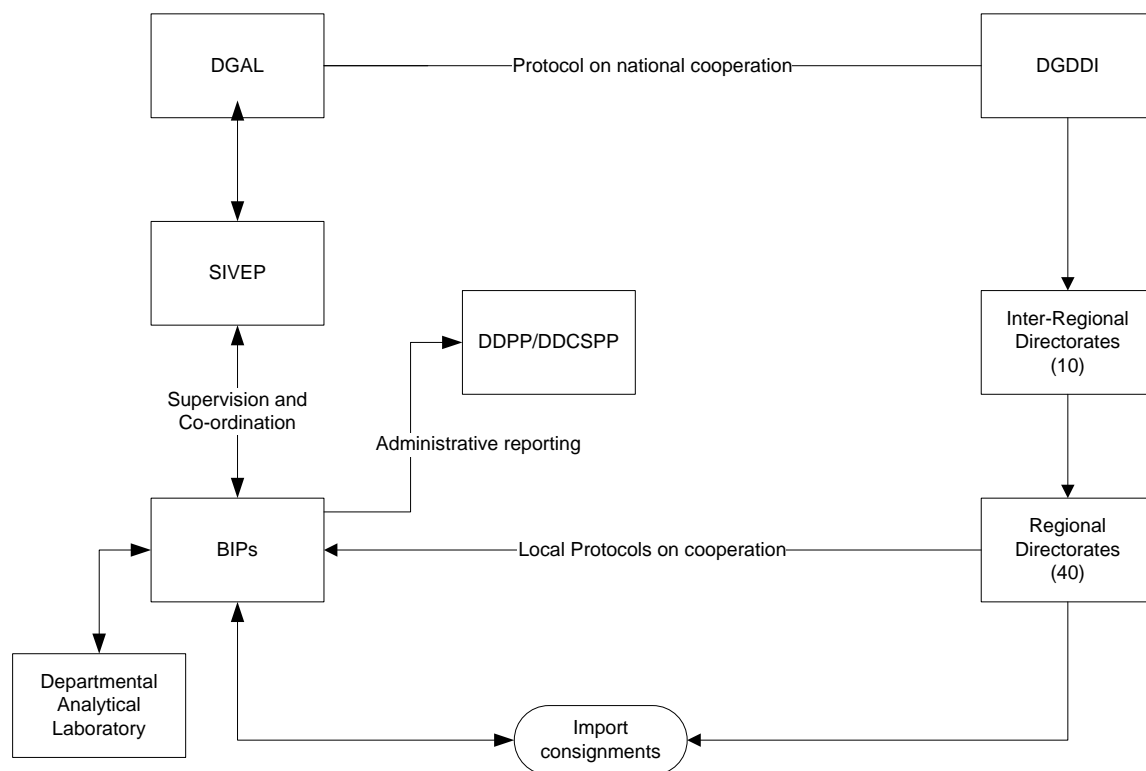 DGAL
Protocol on national cooperation
DGDDI
SIVEP
Inter-Regional
Directorates
(10)
DDPP/DDCSPP
Supervision and
Co-ordination
Administrative reporting
BIPs
Local Protocols on cooperation
Regional
Directorates
(40)
Departmental
Analytical
Laboratory
Import
consignments